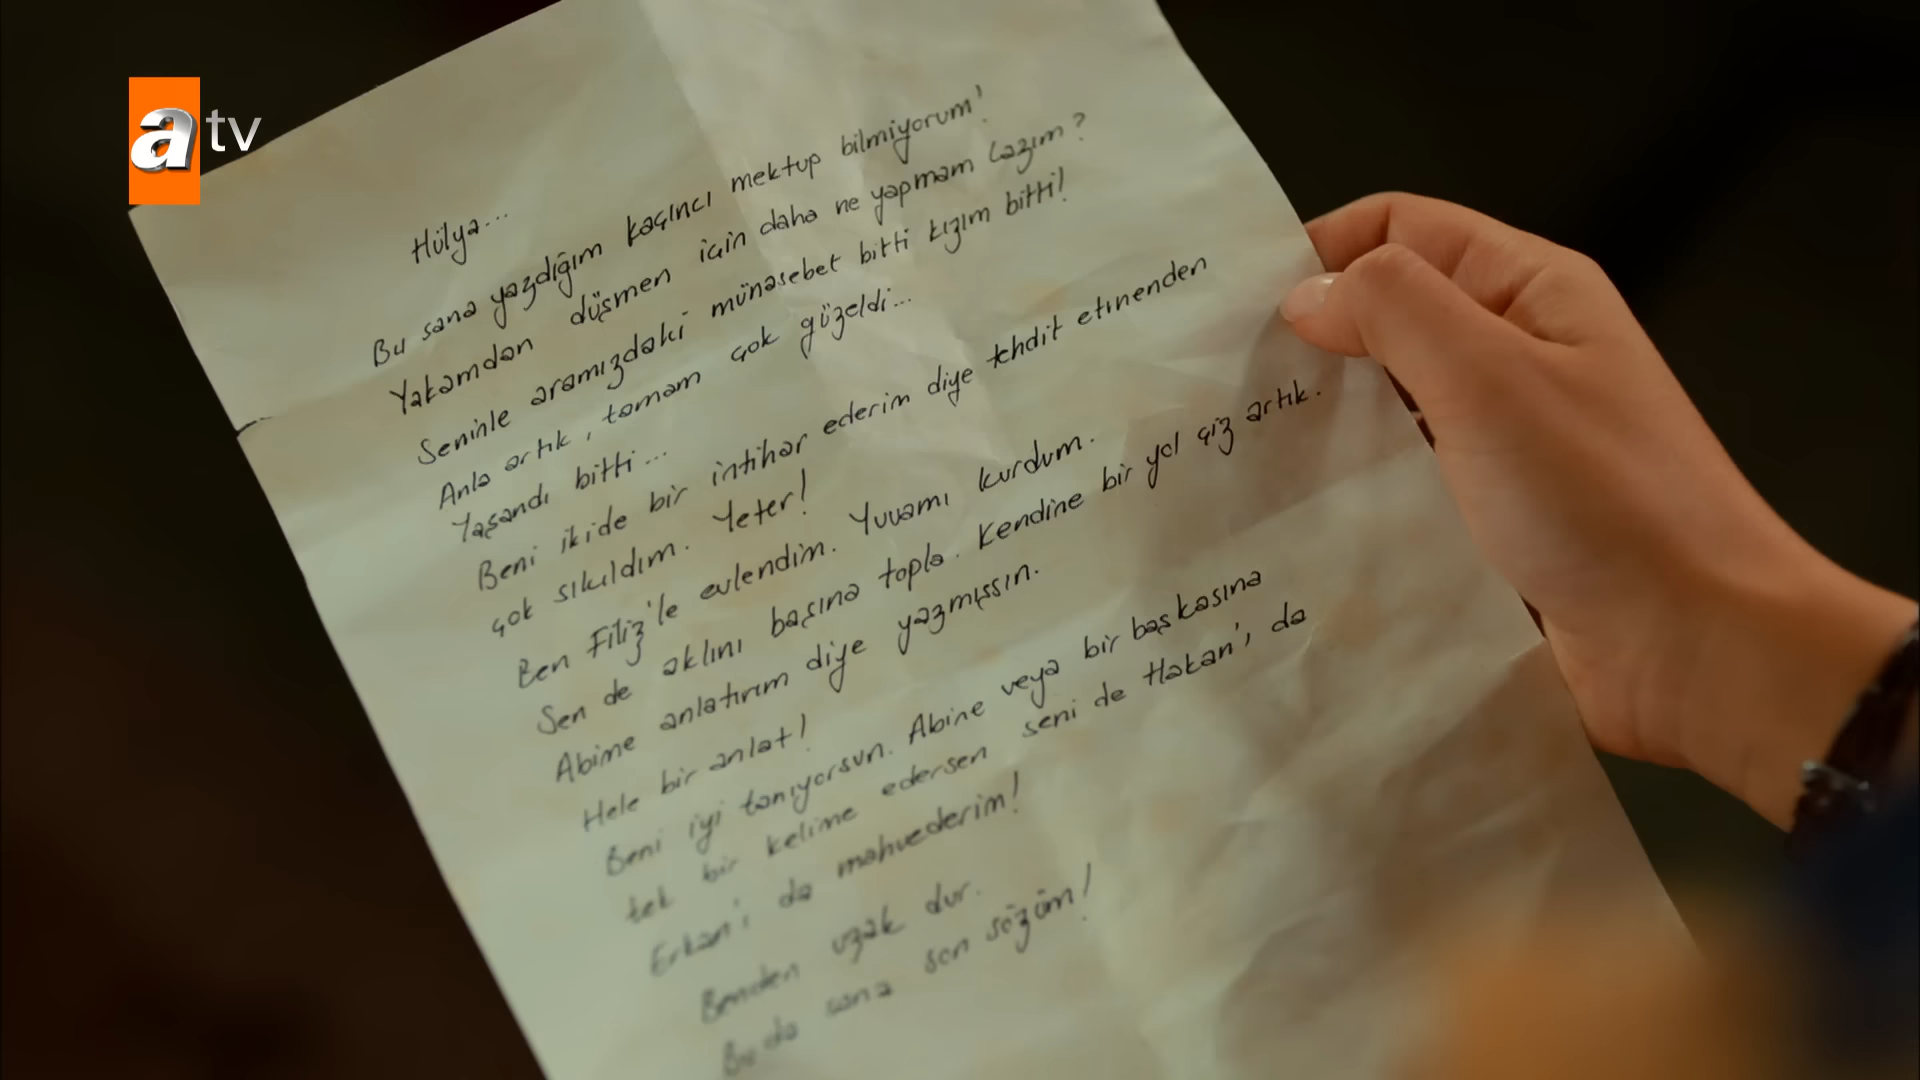 atv
Hülya...
Bu sana yazdığım kaçıncı mektup bilmiyorum!
Yakamdan düşmen için daha ne yapmam lazım?
Seninle aramızdaki münasebet bitti kızım bitti!
Anla artık, tamam çok güzeldi...
Yaşandı bitti...
Beni ikide bir intihar ederim diye tehdit etmenden
çok sıkıldım. Yeter!
Ben Filiz'le evlendim. Yuvamı kurdum.
Sen de aklını başına topla. Kendine bir yol çiz artık.
Abime anlatırım diye yazmışsın.
Hele bir anlat!
Beni iyi tanıyorsun. Abine veya bir başkasına
tek bir kelime edersen seni de Hakan'ı da
Erkan'ı da mahvederim!
Benden uzak dur.
Bu da sana son sözüm!